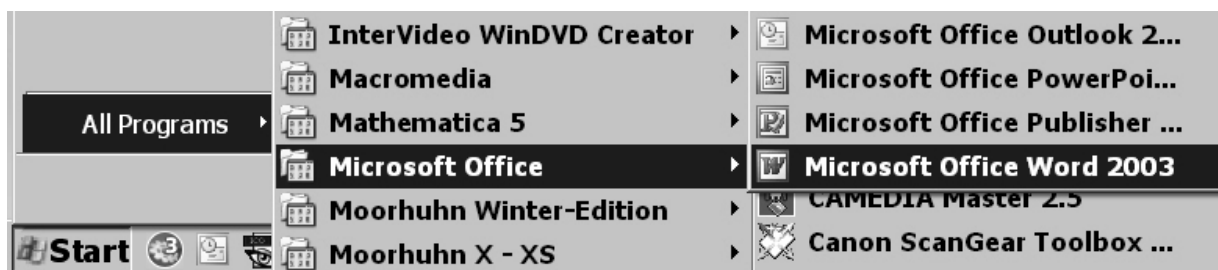 InterVideo WinDVD Creator
Macromedia
Mathematica 5
Microsoft Office
Moorhuhn Winter-Edition
Moorhuhn X - XS
Microsoft Office Outlook 2...
Microsoft Office PowerPoi...
Microsoft Office Publisher ...
Microsoft Office Word 2003
CAMEDIA Master 2.5
Canon ScanGear Toolbox ...
All Programs
Start